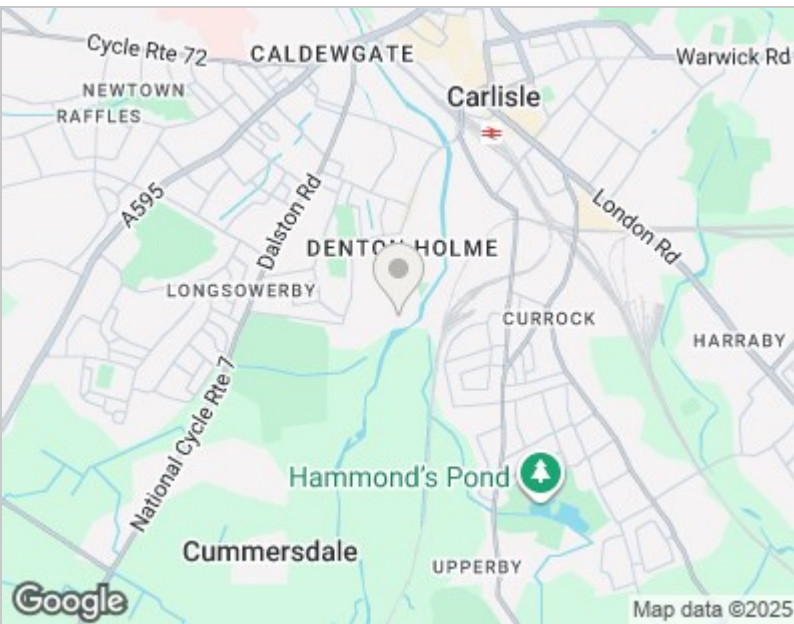 Cycle Rte 72
CALDEWGATE
Warwick Rd
NEWTOWN
Carlisle
RAFFLES
A595
Dalston Rd
London Rd
DENTON HOLME
LONGSOWERBY
CURROCK
HARRABY
National Cycle Rte 7
Hammond's Pond
Cummersdale
UPPERBY
Google
Map data ©2025